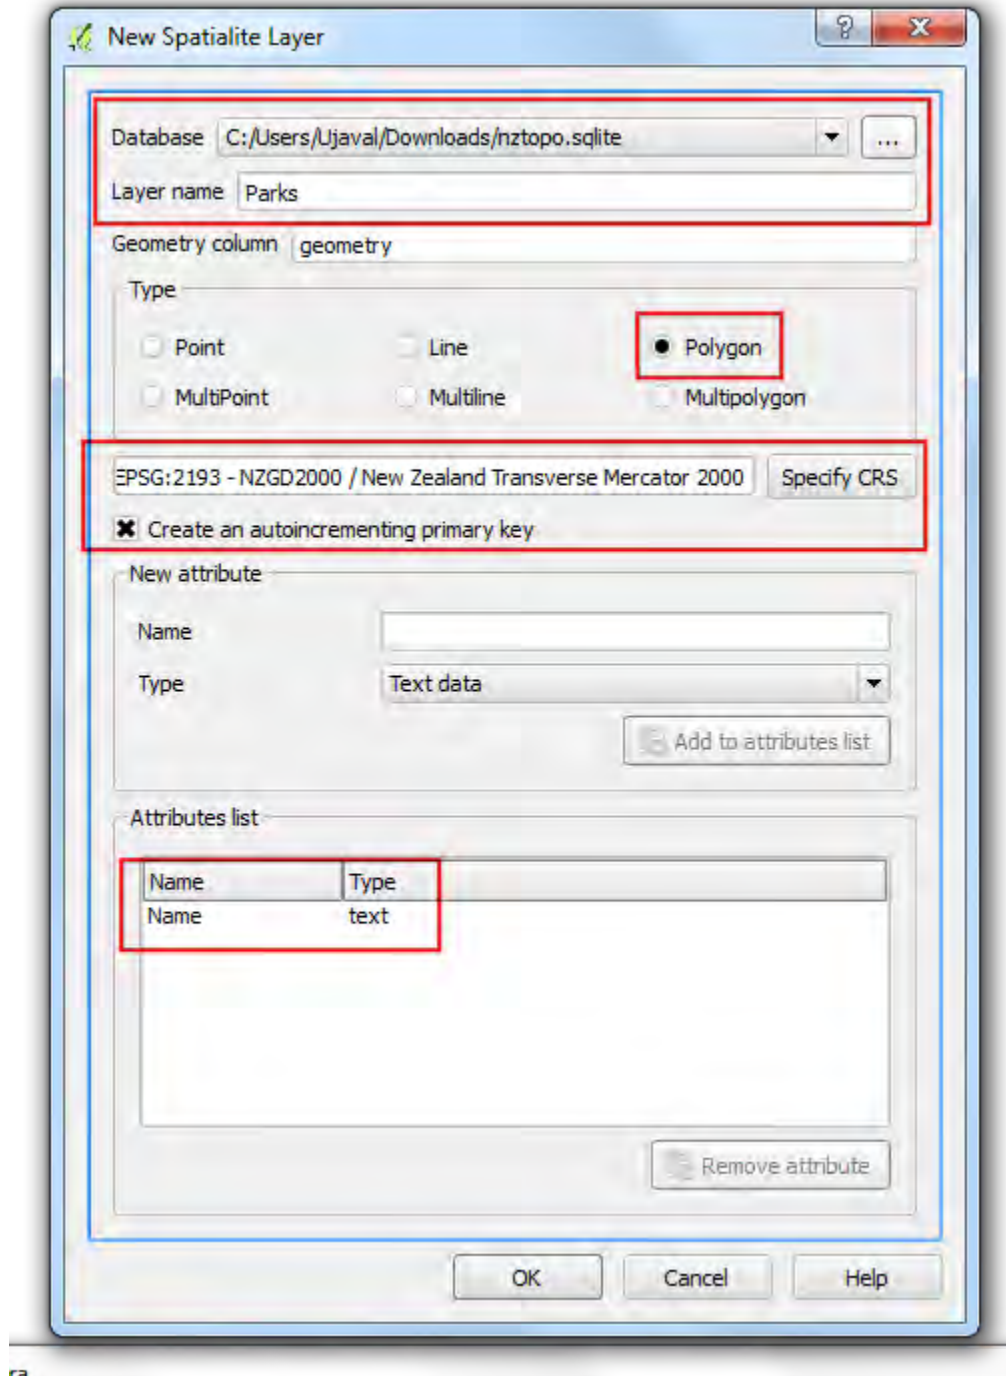 New Spatialite Layer
?
Database C:/Users/Ujaval/Downloads/nztopo.sqlite ...
Layer name Parks
Geometry column geometry
Type
Point Line Polygon
MultiPoint Multiline Multipolygon
EPSG:2193 - NZGD2000 / New Zealand Transverse Mercator 2000 Specify CRS
Create an autoincrementing primary key
New attribute
Name
Type Text data
Add to attributes list
Attributes list
Name Type
Name text
Remove attribute
OK Cancel Help
ra